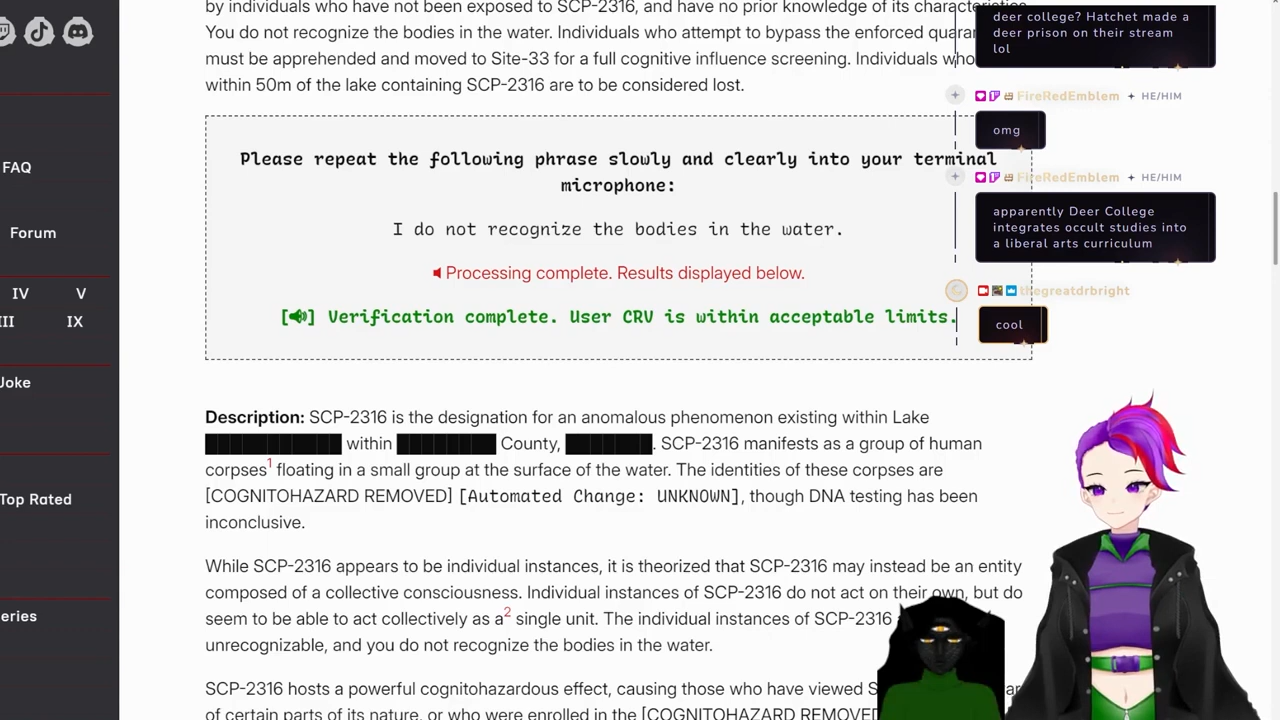 by individuals who have not been exposed to SCP-2316, and have no prior knowledge of its characteristics.
You do not recognize the bodies in the water. Individuals who attempt to bypass the enforced
must be apprehended and moved to Site-33 for a full cognitive influence screening. Individuals
within 50m of the lake containing SCP-2316 are to be considered lost.
Please repeat the following phrase slowly and clearly into your terminal
microphone:
I do not recognize the bodies in the water.
Processing complete. Results displayed below.
[🔊] Verification complete. User CRV is within acceptable limits.
Description: SCP-2316 is the designation for an anomalous phenomenon existing within Lake
███████████ within ████████ County, ███████. SCP-2316 manifests as a group of human
corpses1 floating in a small group at the surface of the water. The identities of these corpses are
[COGNITOHAZARD REMOVED] [Automated Change: UNKNOWN], though DNA testing has been
inconclusive.
While SCP-2316 appears to be individual instances, it is theorized that SCP-2316 may instead be an entity
composed of a collective consciousness. Individual instances of SCP-2316 do not act on their own, but do
seem to be able to act collectively as a2 single unit. The individual instances of SCP-2316
unrecognizable, and you do not recognize the bodies in the water.
SCP-2316 hosts a powerful cognitohazardous effect, causing those who have viewed
of certain parts of its nature, or who were enrolled in the [COGNITOHAZARD REMOVED
FAQ
Forum
IV V
III IX
Joke
Top Rated
eries
deer college? Hatchet made a
deer prison on their stream
lol
FireRedEmblem HE/HIM
omg
FireRedEmblem HE/HIM
apparently Deer College
integrates occult studies into
a liberal arts curriculum
thegreatdrbright
cool